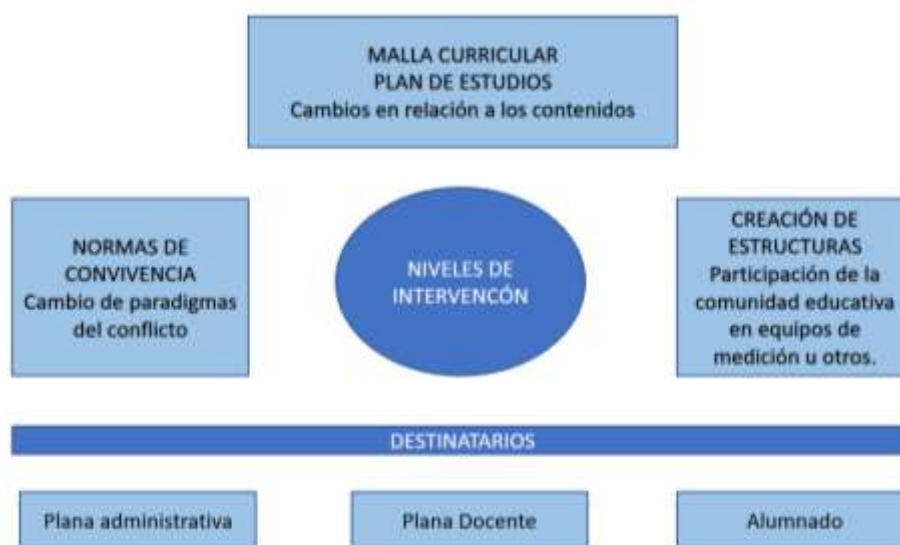 MALLA CURRICULAR
PLAN DE ESTUDIOS
Cambios en relación a los contenidos
NORMAS DE
CONVIVENCIA
Cambio de paradigmas
del conflicto
NIVELES DE
INTERVENCÓN
CREACIÓN DE
ESTRUCTURAS
Participación de la
comunidad educativa
en equipos de
medición u otros.
DESTINATARIOS
Plana administrativa
Plana Docente
Alumnado